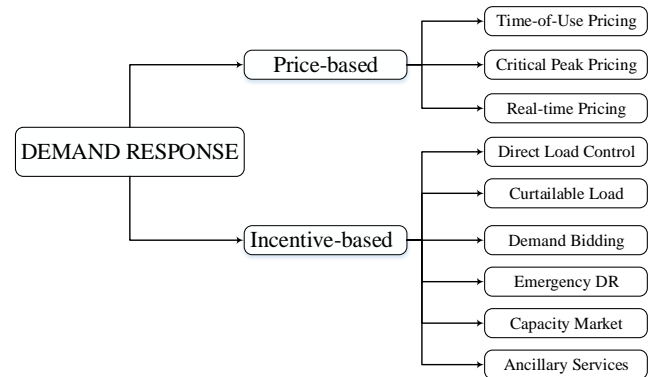 Time-of-Use Pricing
Price-based
Critical Peak Pricing
Real-time Pricing
DEMAND RESPONSE
Direct Load Control
Curtailable Load
Incentive-based
Demand Bidding
Emergency DR
Capacity Market
Ancillary Services